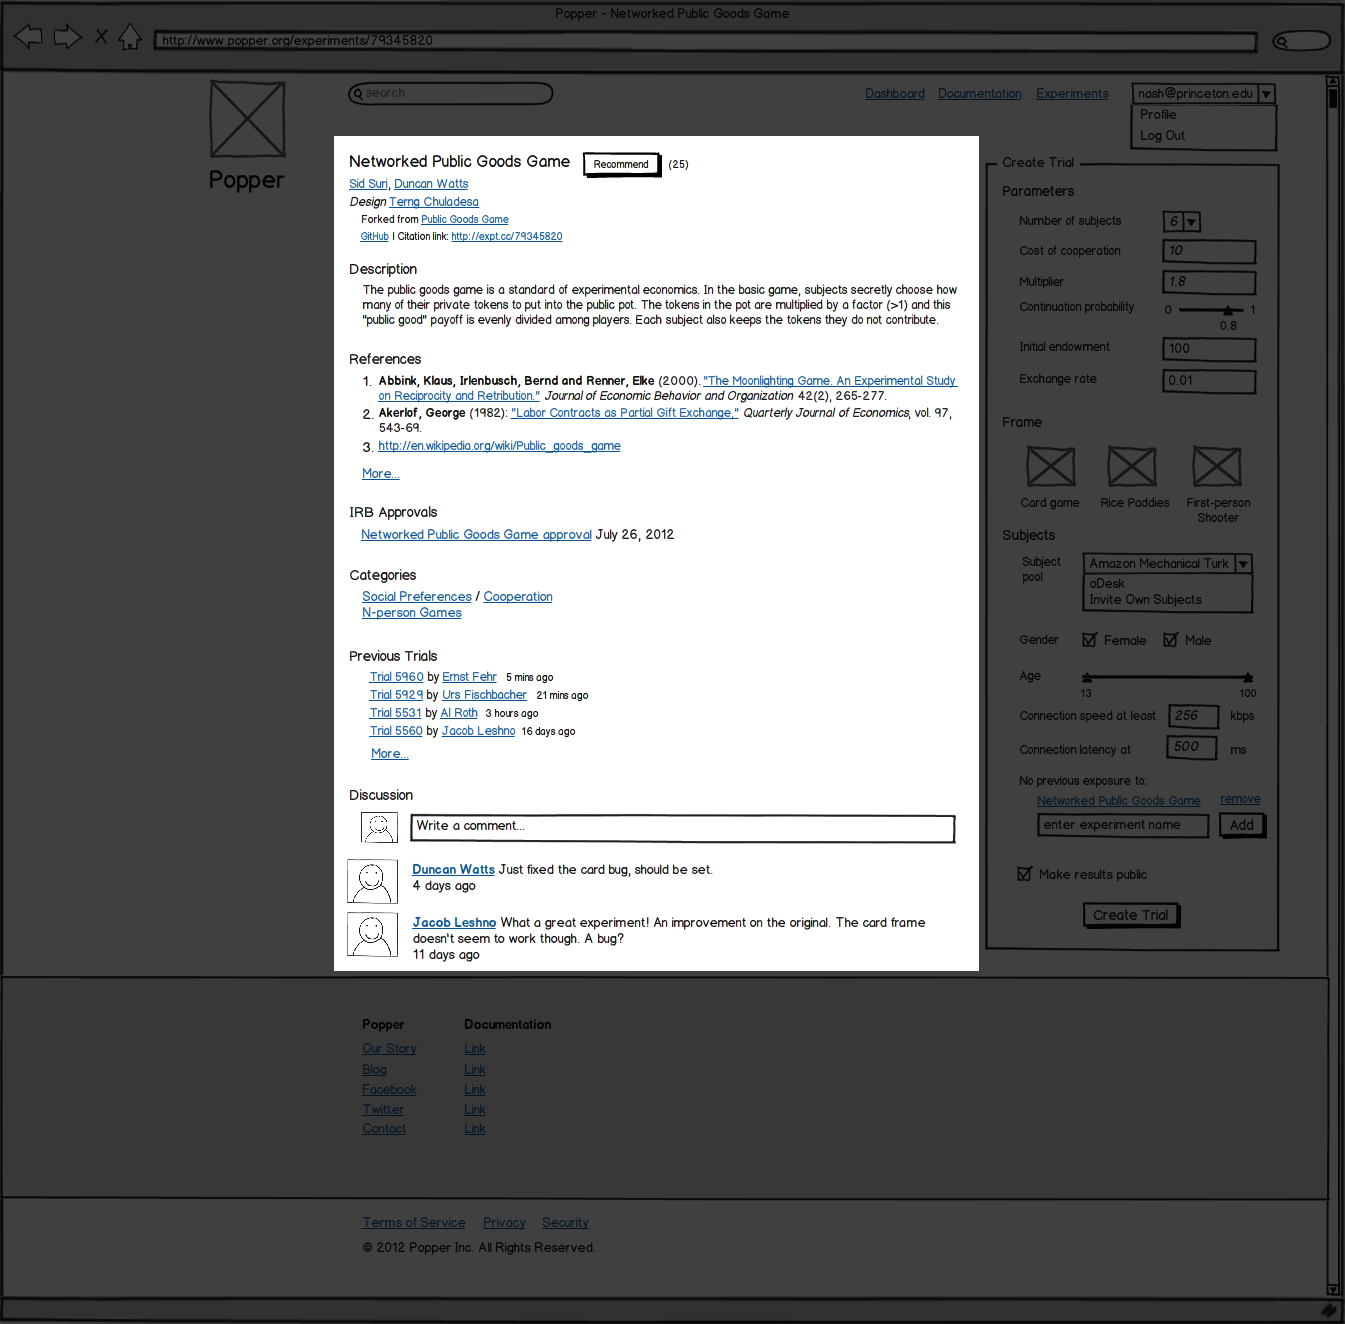 Popper - Networked Public Goods Game
http://www.popper.org/experiments/79345820
search
Dashboard Documentation Experiments
nash@princeton.edu
Profile
Log Out
Popper
Networked Public Goods Game Recommend (25)
Sid Suri, Duncan Watts
Design Terng Chuladesa
Forked from Public Goods Game
GitHub | Citation link: http://expt.cc/79345820
Description
The public goods game is a standard of experimental economics. In the basic game, subjects secretly choose how
many of their private tokens to put into the public pot. The tokens in the pot are multiplied by a factor (>1) and this
"public good" payoff is evenly divided among players. Each subject also keeps the tokens they do not contribute.
References
1. Abbink, Klaus, Irlenbusch, Bernd and Renner, Elke (2000). "The Moonlighting Game. An Experimental Study
on Reciprocity and Retribution." Journal of Economic Behavior and Organization 42(2), 265-277.
2. Akerlof, George (1982): "Labor Contracts as Partial Gift Exchange," Quarterly Journal of Economics, vol. 97,
543-69.
3. http://en.wikipedia.org/wiki/Public_goods_game
More...
IRB Approvals
Networked Public Goods Game approval July 26, 2012
Categories
Social Preferences / Cooperation
N-person Games
Previous Trials
Trial 5960 by Ernst Fehr 5 mins ago
Trial 5929 by Urs Fischbacher 21 mins ago
Trial 5531 by Al Roth 3 hours ago
Trial 5560 by Jacob Leshno 16 days ago
More...
Discussion
Write a comment...
Duncan Watts Just fixed the card bug, should be set.
4 days ago
Jacob Leshno What a great experiment! An improvement on the original. The card frame
doesn't seem to work though. A bug?
11 days ago
Create Trial
Parameters
Number of subjects 6
Cost of cooperation 10
Multiplier 1.8
Continuation probability 0 1
0.8
Initial endowment 100
Exchange rate 0.01
Frame
Card game Rice Paddies First-person
Shooter
Subjects
Subject Amazon Mechanical Turk
pool
oDesk
Invite Own Subjects
Gender Female Male
Age
13 100
Connection speed at least 256 kbps
Connection latency at 500 ms
No previous exposure to:
Networked Public Goods Game remove
enter experiment name Add
Make results public
Create Trial
Popper Documentation
Our Story Link
Blog Link
Facebook Link
Twitter Link
Contact Link
Terms of Service Privacy Security
© 2012 Popper Inc. All Rights Reserved.